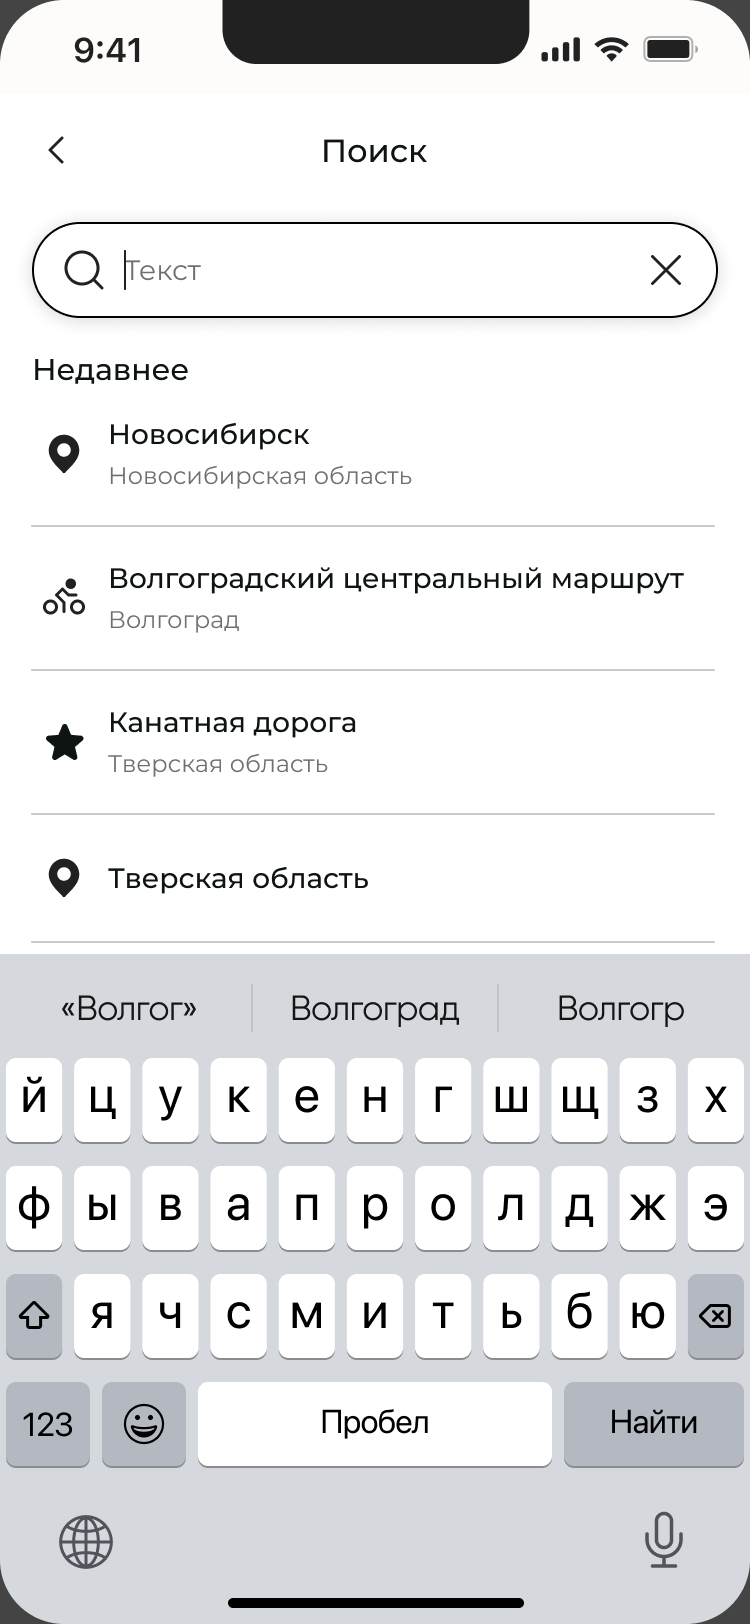 9:41
Поиск
Текст
Недавнее
Новосибирск
Новосибирская область
Волгоградский центральный маршрут
Волгоград
Канатная дорога
Тверская область
Тверская область
«Волгог» Волгоград Волгогр
й ц у к е н г ш щ з х
ф ы в а п р о л д ж э
я ч с м и т ь б ю
123 Пробел Найти